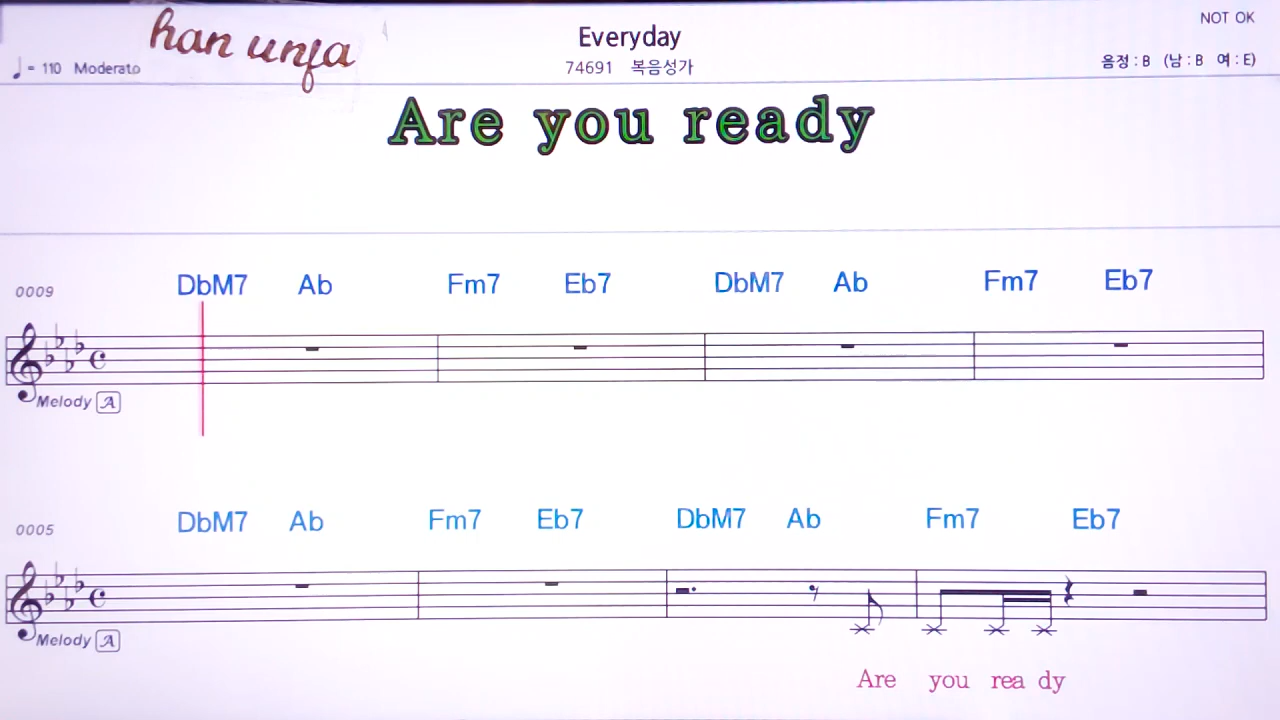 han unfa
Everyday
NOT OK
♩= 110 Moderato
74691 복음성가
음정 : B (남 : B 여 : E)
Are you ready
0009 DbM7 Ab Fm7 Eb7 DbM7 Ab Fm7 Eb7
Melody A
0005 DbM7 Ab Fm7 Eb7 DbM7 Ab Fm7 Eb7
Melody A
Are you rea dy